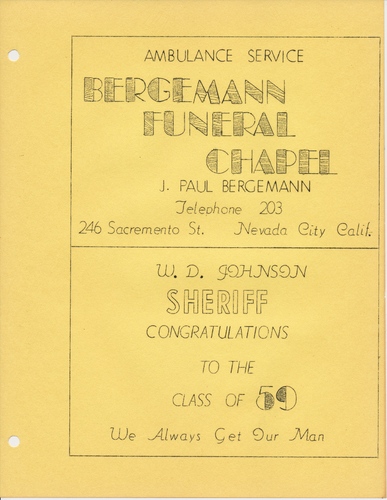 AMBULANCE SERVICE
BERGEMANN
FUNERAL
CHAPEL
J. PAUL BERGEMANN
Telephone 203
246 Sacremento St. Nevada City Calif.
W. D. JOHNSON
SHERIFF
CONGRATULATIONS
TO THE
CLASS OF 59
We Always Get Our Man